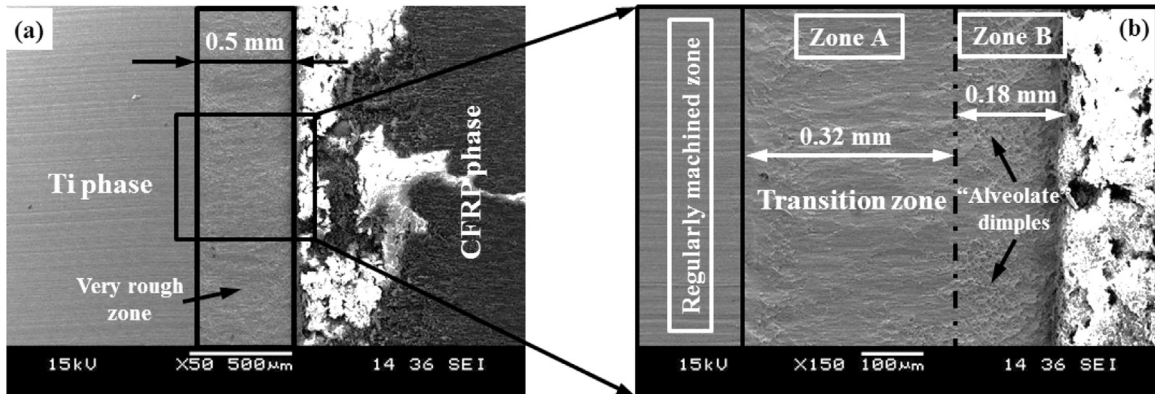 (a)
0.5 mm
Ti phase
CFRP phase
Very rough
zone
15kV
X50 500μm
14 36 SEI
(b)
Zone A
Zone B
0.18 mm
0.32 mm
Regularly machined zone
Transition zone
“Alveolate”
dimples
15kV
X150 100μm
14 36 SEI